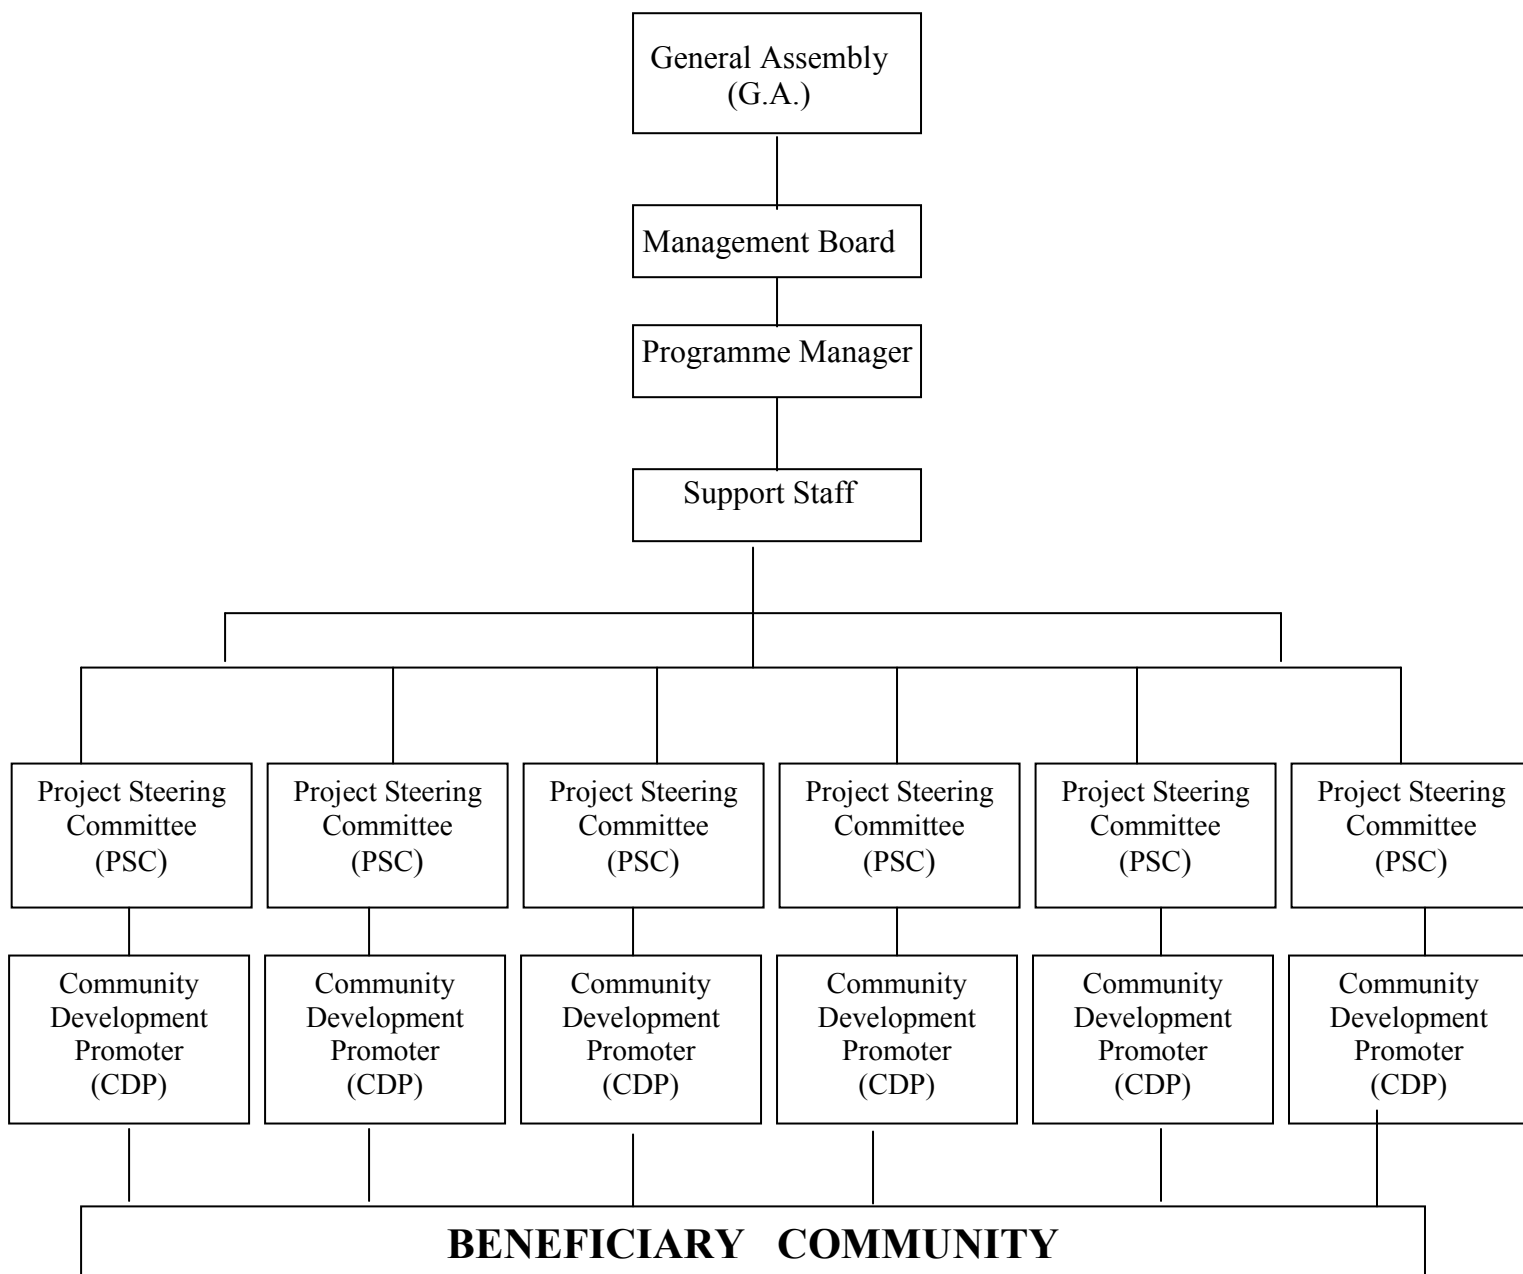 General Assembly
(G.A.)
Management Board
Programme Manager
Support Staff
Project Steering
Committee
(PSC)
Project Steering
Committee
(PSC)
Project Steering
Committee
(PSC)
Project Steering
Committee
(PSC)
Project Steering
Committee
(PSC)
Project Steering
Committee
(PSC)
Community
Development
Promoter
(CDP)
Community
Development
Promoter
(CDP)
Community
Development
Promoter
(CDP)
Community
Development
Promoter
(CDP)
Community
Development
Promoter
(CDP)
Community
Development
Promoter
(CDP)
BENEFICIARY COMMUNITY